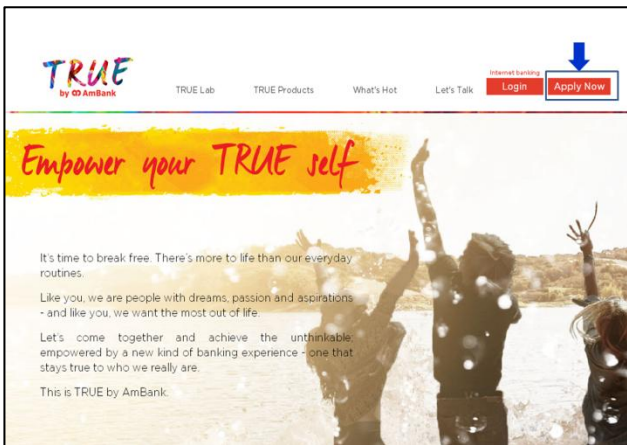 TRUE
by AmBank
TRUE Lab
TRUE Products
What's Hot
Let's Talk
Internet banking
Login
Apply Now
Empower your TRUE self
It's time to break free. There's more to life than our everyday
routines.
Like you, we are people with dreams, passion and aspirations
- and like you, we want the most out of life.
Let's come together and achieve the unthinkable;
empowered by a new kind of banking experience - one that
stays true to who we really are.
This is TRUE by AmBank.